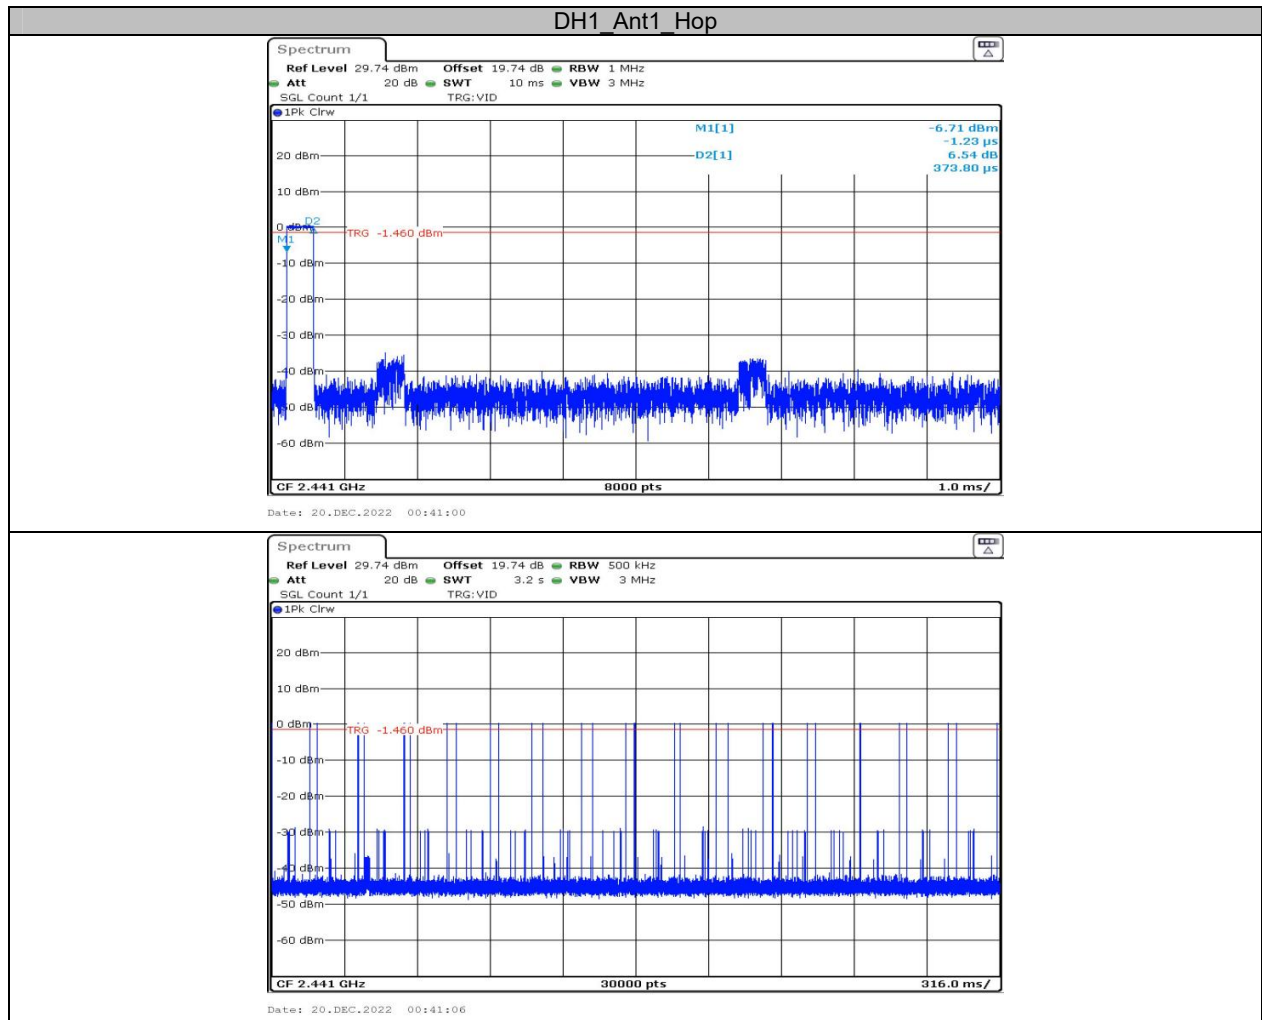 DH1_Ant1_Hop
Spectrum
Ref Level 29.74 dBm Offset 19.74 dB RBW 1 MHz
Att 20 dB SWT 10 ms VBW 3 MHz
SGL Count 1/1 TRG:VID
1Pk Clrw
M1[1] -6.71 dBm
-1.23 µs
20 dBm D2[1] 6.54 dB
373.80 µs
10 dBm
D2
0 dBm
TRG -1.460 dBm
M1
-10 dBm
-20 dBm
-30 dBm
-40 dBm
-50 dBm
-60 dBm
CF 2.441 GHz 8000 pts 1.0 ms/
Date: 20.DEC.2022 00:41:00
Spectrum
Ref Level 29.74 dBm Offset 19.74 dB RBW 500 kHz
Att 20 dB SWT 3.2 s VBW 3 MHz
SGL Count 1/1 TRG:VID
1Pk Clrw
20 dBm
10 dBm
0 dBm
TRG -1.460 dBm
-10 dBm
-20 dBm
-30 dBm
-40 dBm
-50 dBm
-60 dBm
CF 2.441 GHz 30000 pts 316.0 ms/
Date: 20.DEC.2022 00:41:06